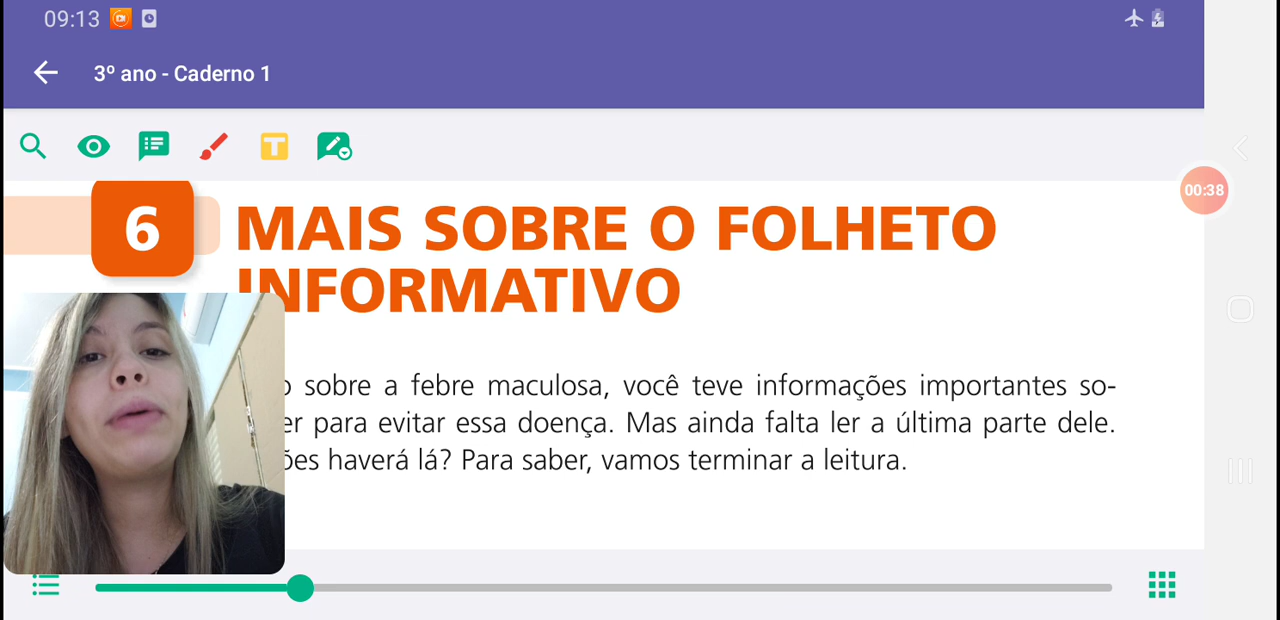 09:13
3º ano - Caderno 1
00:38
6
MAIS SOBRE O FOLHETO
INFORMATIVO
sobre a febre maculosa, você teve informações importantes so-
para evitar essa doença. Mas ainda falta ler a última parte dele.
haverá lá? Para saber, vamos terminar a leitura.